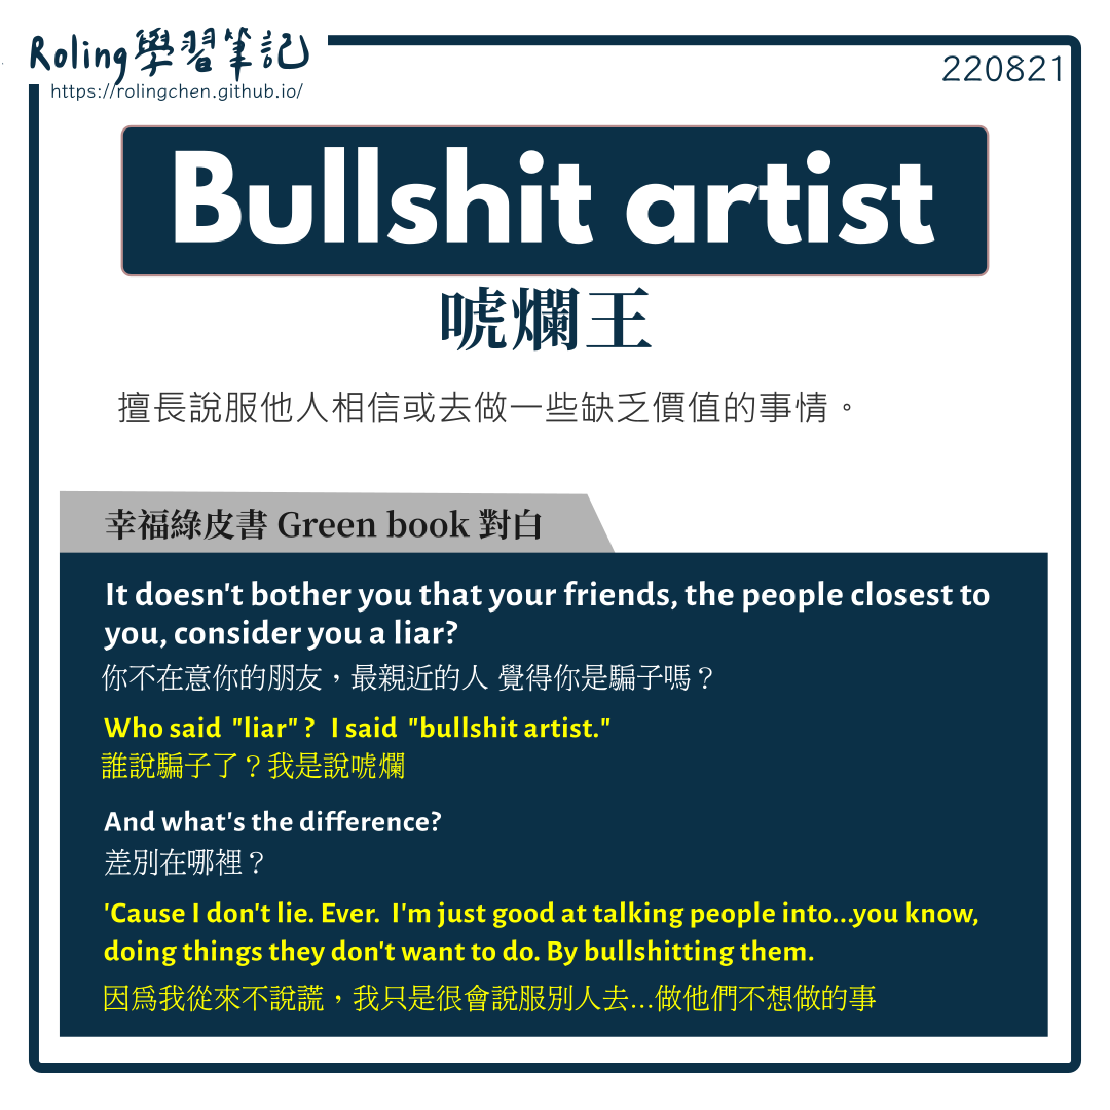 Roling學習筆記
https://rolingchen.github.io/
220821
Bullshit artist
唬爛王
擅長說服他人相信或去做一些缺乏價值的事情。
幸福綠皮書 Green book 對白
It doesn't bother you that your friends, the people closest to
you, consider you a liar?
你不在意你的朋友，最親近的人 覺得你是騙子嗎？
Who said "liar" ? I said "bullshit artist."
誰說騙子了？我是說唬爛
And what's the difference?
差別在哪裡？
'Cause I don't lie. Ever. I'm just good at talking people into...you know,
doing things they don't want to do. By bullshitting them.
因爲我從來不說謊，我只是很會說服別人去...做他們不想做的事